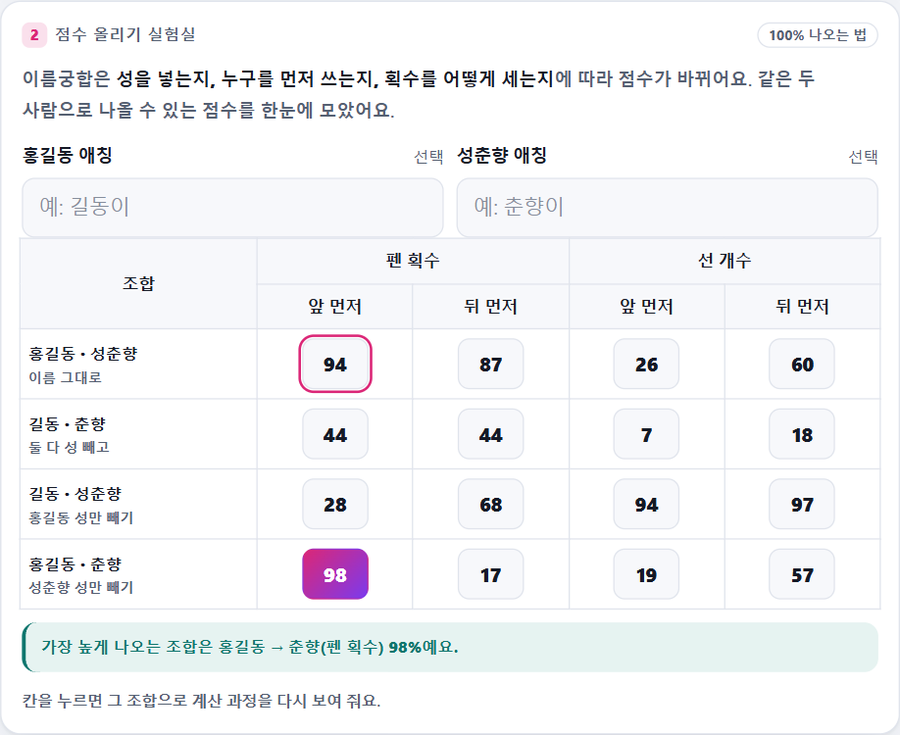 2 점수 올리기 실험실
100% 나오는 법
이름궁합은 성을 넣는지, 누구를 먼저 쓰는지, 획수를 어떻게 세는지에 따라 점수가 바뀌어요. 같은 두
사람으로 나올 수 있는 점수를 한눈에 모았어요.
홍길동 애칭 선택 성춘향 애칭 선택
예: 길동이 예: 춘향이
조합 펜 획수 선 개수
앞 먼저 뒤 먼저 앞 먼저 뒤 먼저
홍길동 · 성춘향
이름 그대로
94 87 26 60
길동 · 춘향
둘 다 성 빼고
44 44 7 18
길동 · 성춘향
홍길동 성만 빼기
28 68 94 97
홍길동 · 춘향
성춘향 성만 빼기
98 17 19 57
가장 높게 나오는 조합은 홍길동 → 춘향(펜 획수) 98%예요.
칸을 누르면 그 조합으로 계산 과정을 다시 보여 줘요.